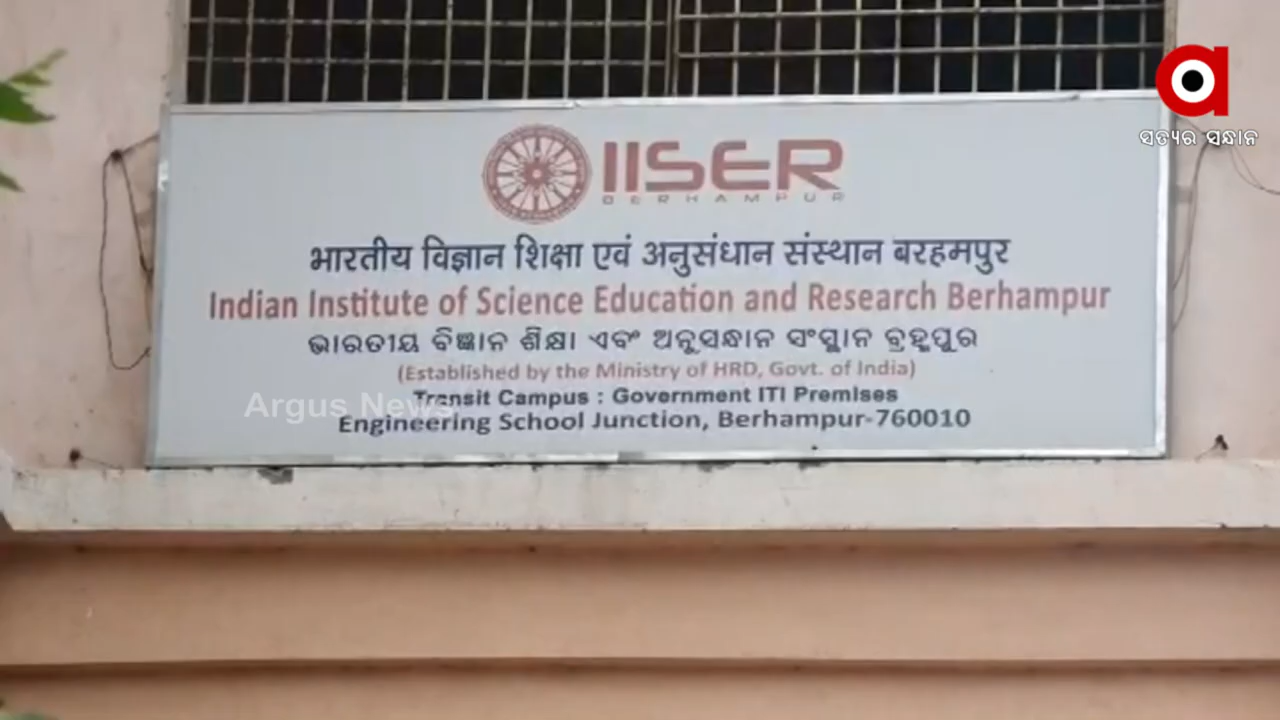 ସତ୍ୟର ସନ୍ଧାନ
IISER
BERHAMPUR
भारतीय विज्ञान शिक्षा एवं अनुसंधान संस्थान बरहमपुर
Indian Institute of Science Education and Research Berhampur
ଭାରତୀୟ ବିଜ୍ଞାନ ଶିକ୍ଷା ଏବଂ ଅନୁସନ୍ଧାନ ସଂସ୍ଥାନ ବ୍ରହ୍ମପୁର
(Established by the Ministry of HRD, Govt. of India)
Transit Campus : Government ITI Premises
Argus News
Engineering School Junction, Berhampur-760010